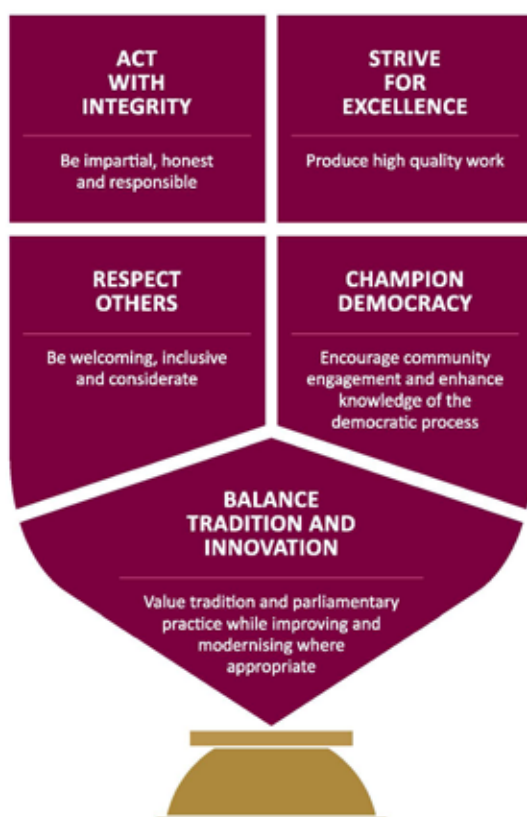 ACT
WITH
INTEGRITY
Be impartial, honest
and responsible
STRIVE
FOR
EXCELLENCE
Produce high quality work
RESPECT
OTHERS
Be welcoming, inclusive
and considerate
CHAMPION
DEMOCRACY
Encourage community
engagement and enhance
knowledge of the
democratic process
BALANCE
TRADITION AND
INNOVATION
Value tradition and parliamentary
practice while improving and
modernising where
appropriate